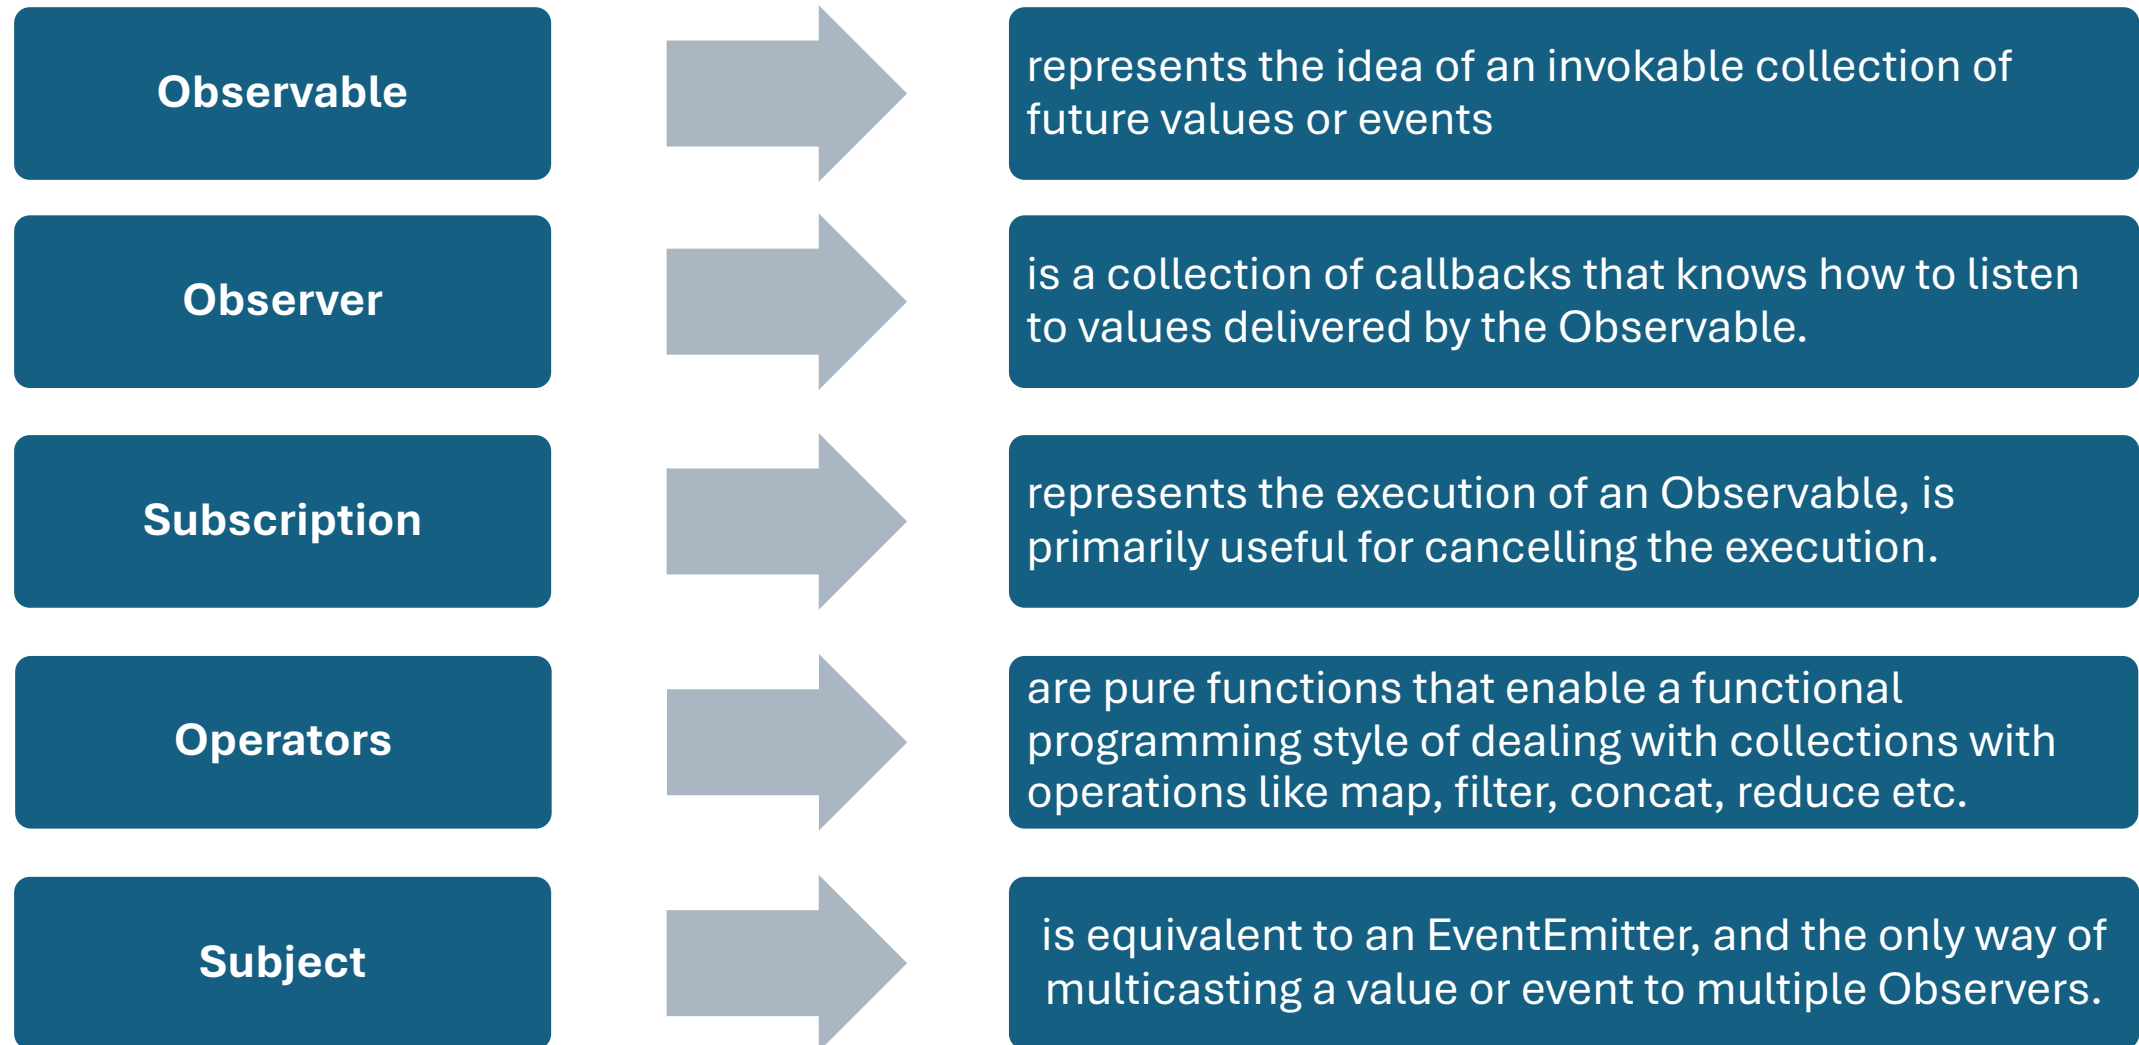 Observable
represents the idea of an invokable collection of
future values or events
Observer
is a collection of callbacks that knows how to listen
to values delivered by the Observable.
Subscription
represents the execution of an Observable, is
primarily useful for cancelling the execution.
Operators
are pure functions that enable a functional
programming style of dealing with collections with
operations like map, filter, concat, reduce etc.
Subject
is equivalent to an EventEmitter, and the only way of
multicasting a value or event to multiple Observers.